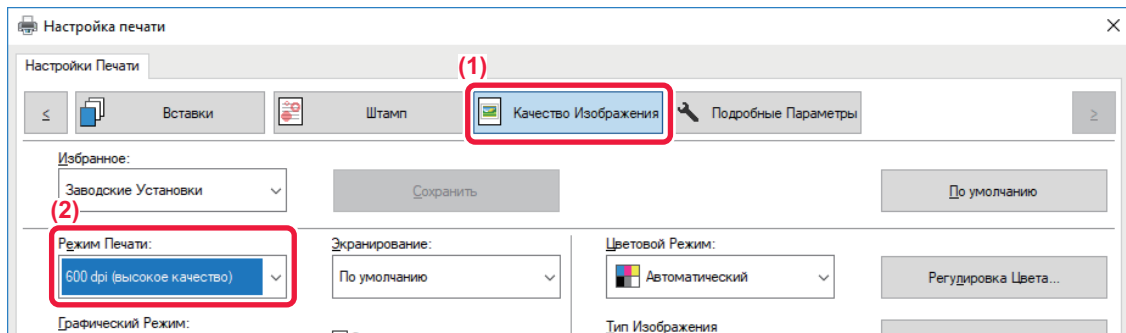 Настройка печати
Настройки Печати
(1)
<
Вставки
Штамп
Качество Изображения
Подробные Параметры
>
Избранное:
Заводские Установки
Сохранить
По умолчанию
(2)
Режим Печати:
Экранирование:
Цветовой Режим:
600 dpi (высокое качество)
По умолчанию
Автоматический
Регулировка Цвета...
Графический Режим:
Тип Изображения